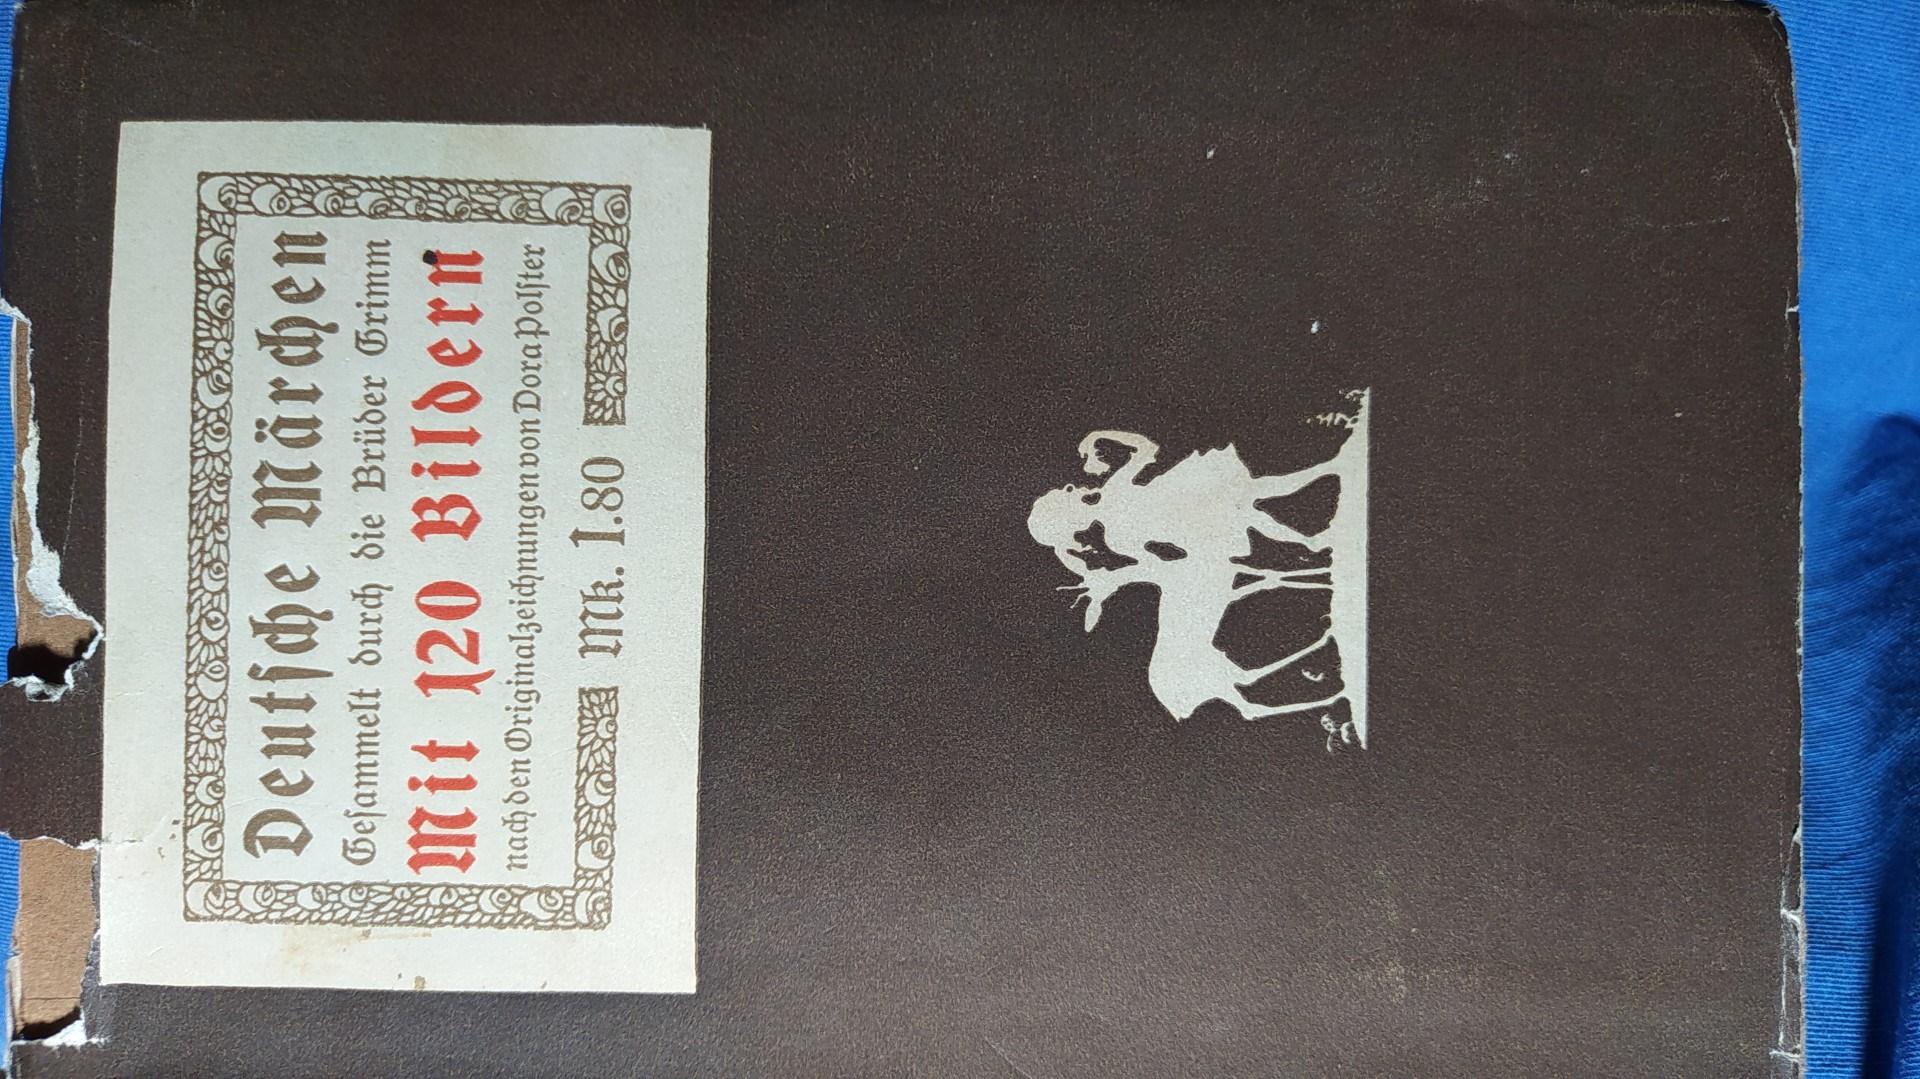 Deutſche Märchen
Geſammelt durch die Brüder Grimm
Mit 120 Bildern
nach den Originalzeichnungen von Dora Polſter
Mk. 1.80